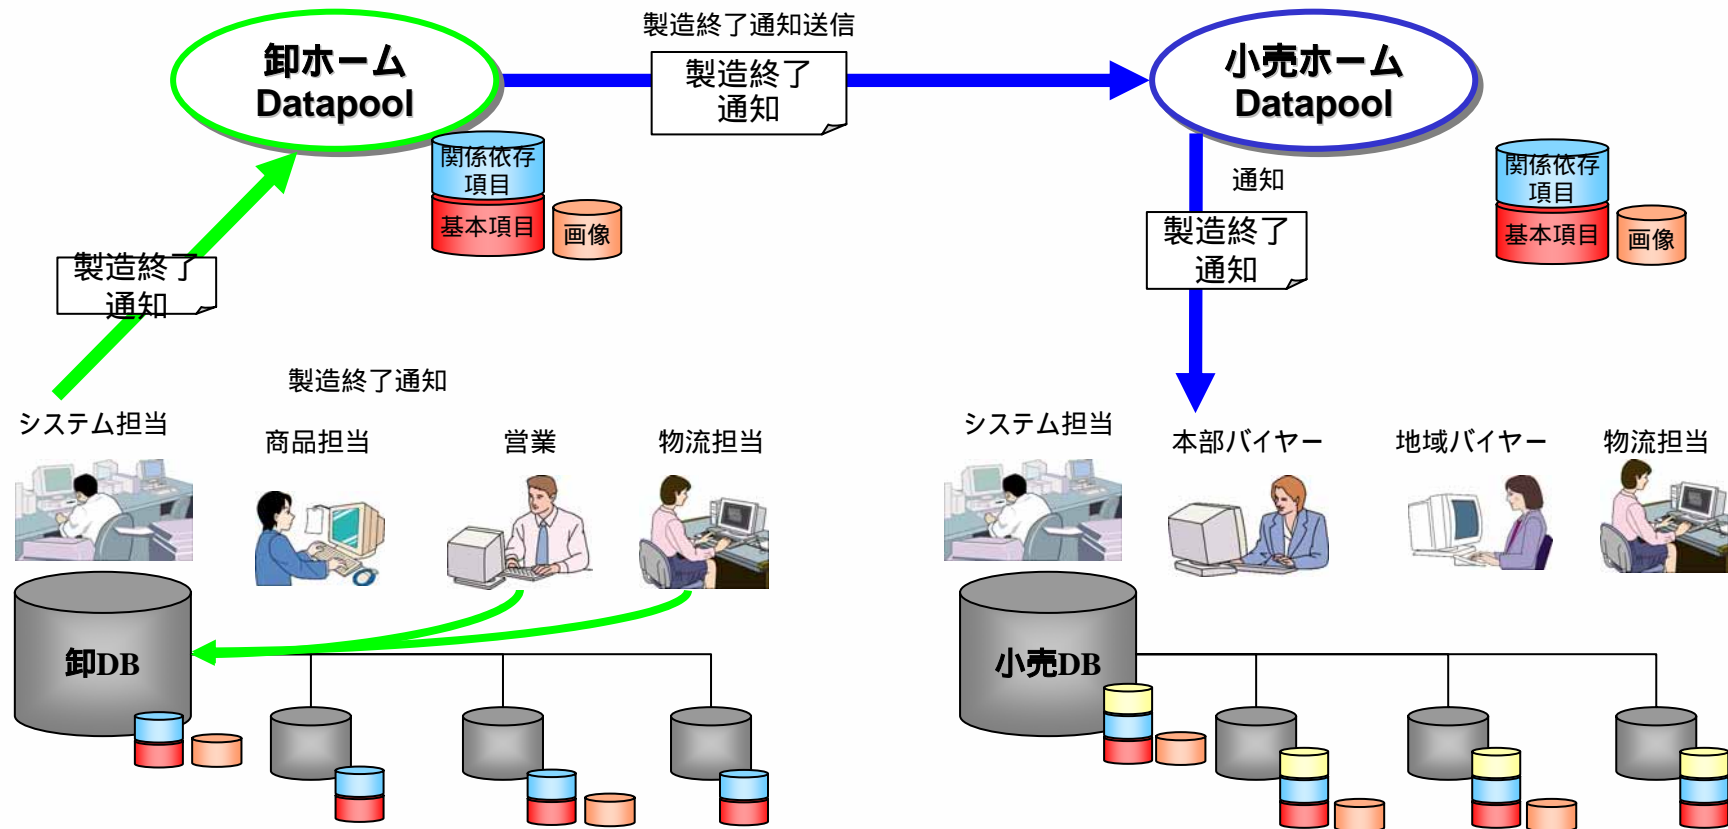 製造終了通知送信
卸ホーム
Datapool
製造終了
通知
小売ホーム
Datapool
関係依存
項目
基本項目
画像
通知
製造終了
通知
関係依存
項目
基本項目
画像
製造終了
通知
製造終了通知
システム担当
商品担当
営業
物流担当
システム担当
本部バイヤー
地域バイヤー
物流担当
卸DB
小売DB